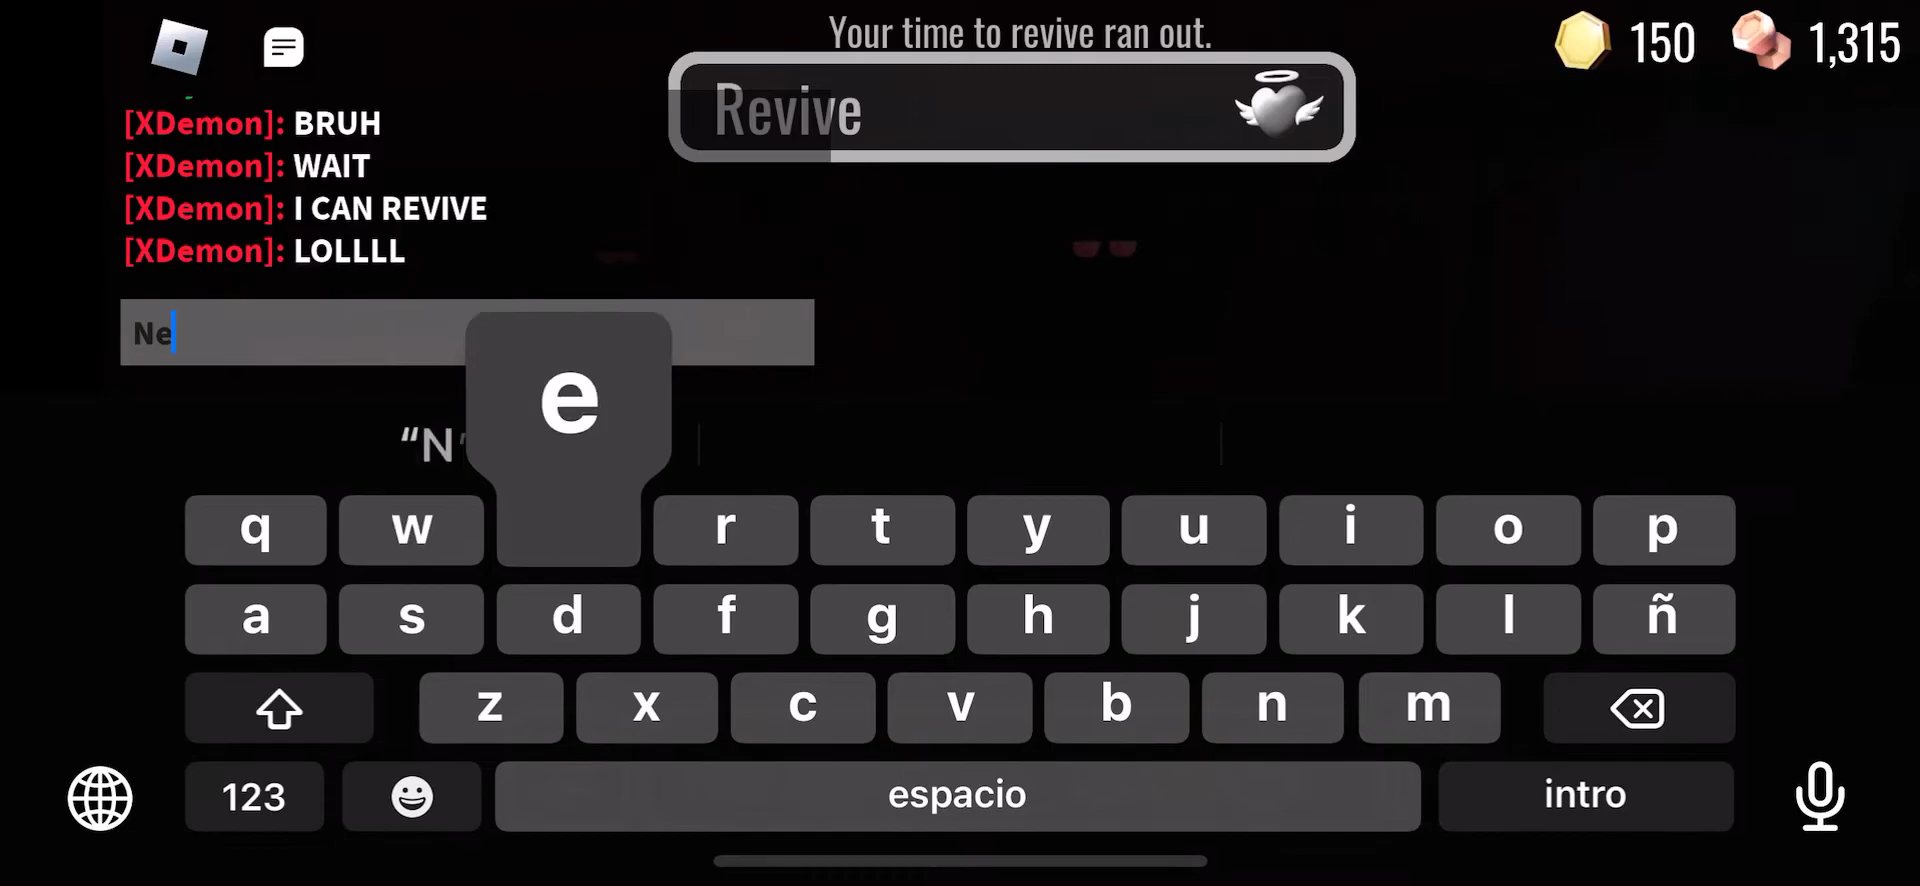 Your time to revive ran out.
150
1,315
Revive
[XDemon]: BRUH
[XDemon]: WAIT
[XDemon]: I CAN REVIVE
[XDemon]: LOLLLL
Ne
e
“N
q w r t y u i o p
a s d f g h j k l ñ
z x c v b n m
123 espacio intro